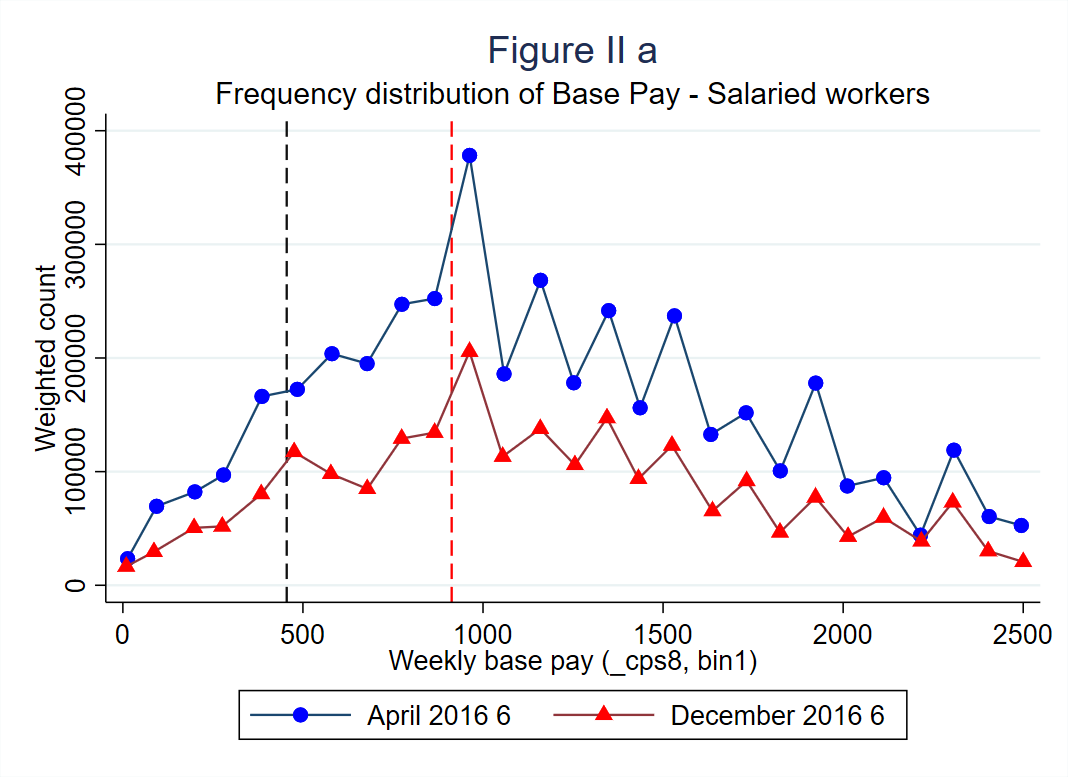 Figure II a
Frequency distribution of Base Pay - Salaried workers
Weighted count
400000
300000
200000
100000
0
0 500 1000 1500 2000 2500
Weekly base pay (_cps8, bin1)
April 2016 6 December 2016 6